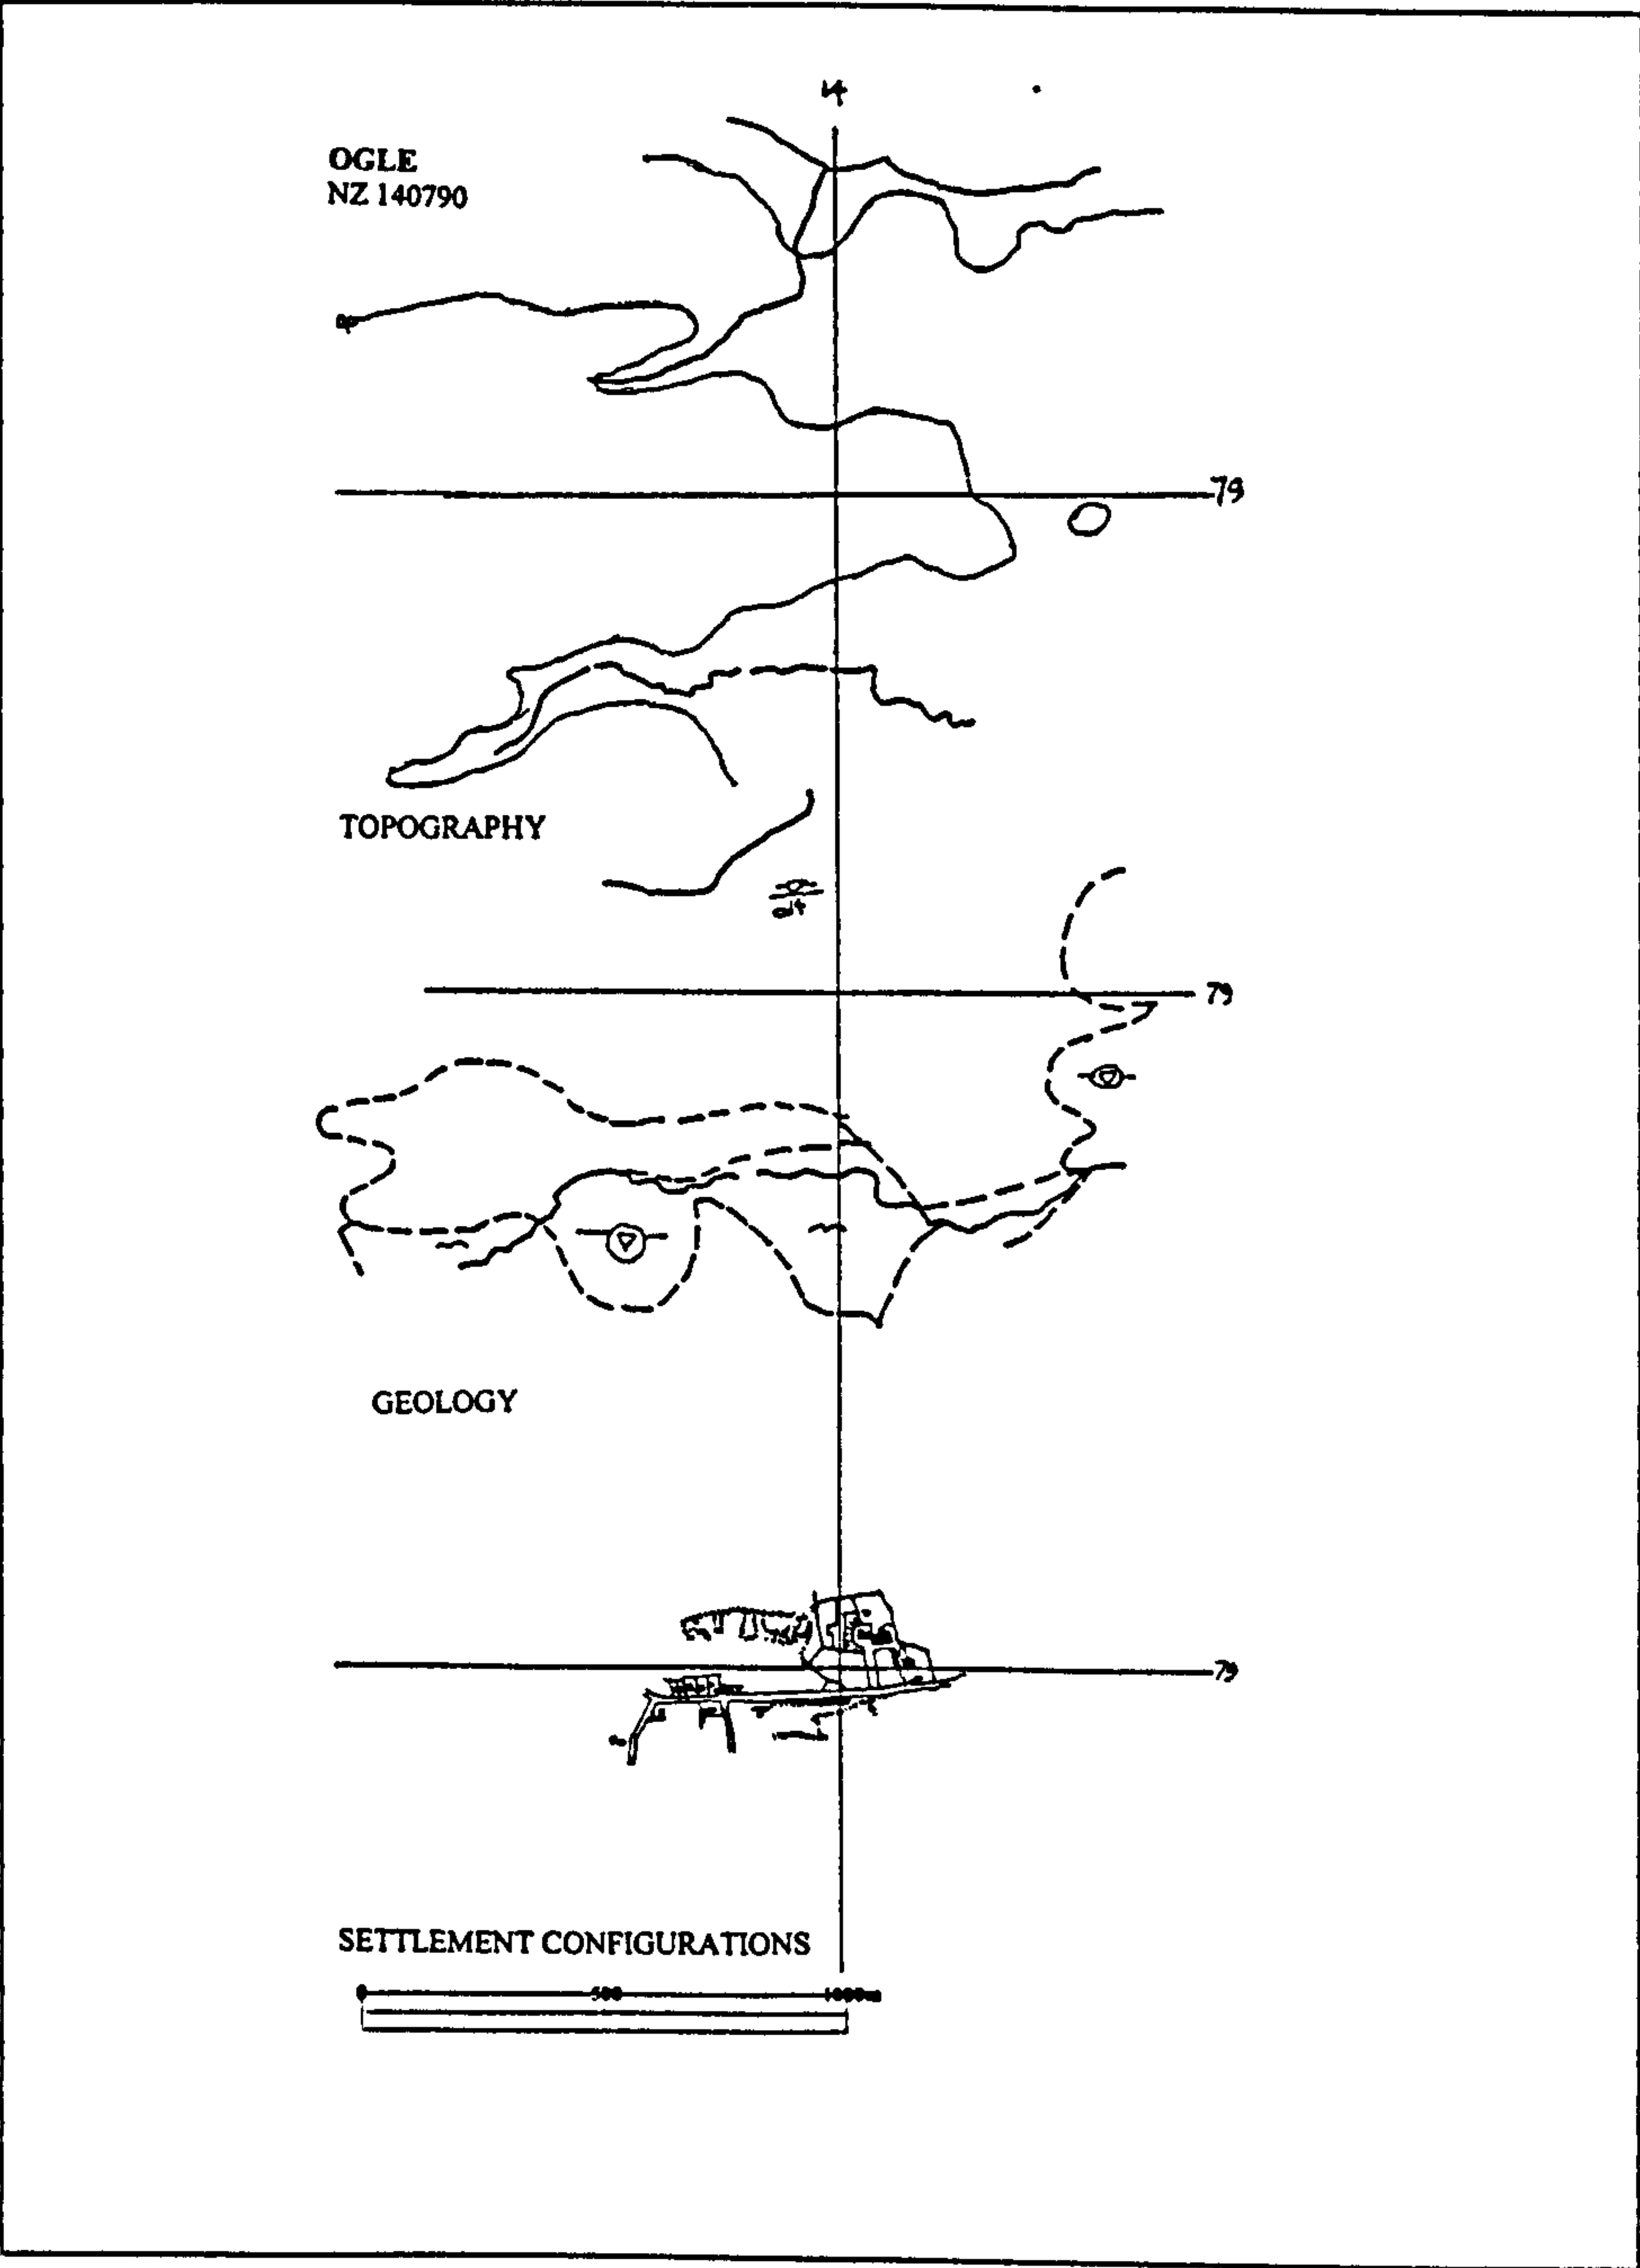 14
OGLE
NZ 140790
79
TOPOGRAPHY
79
GEOLOGY
79
SETTLEMENT CONFIGURATIONS
0 500 1000m